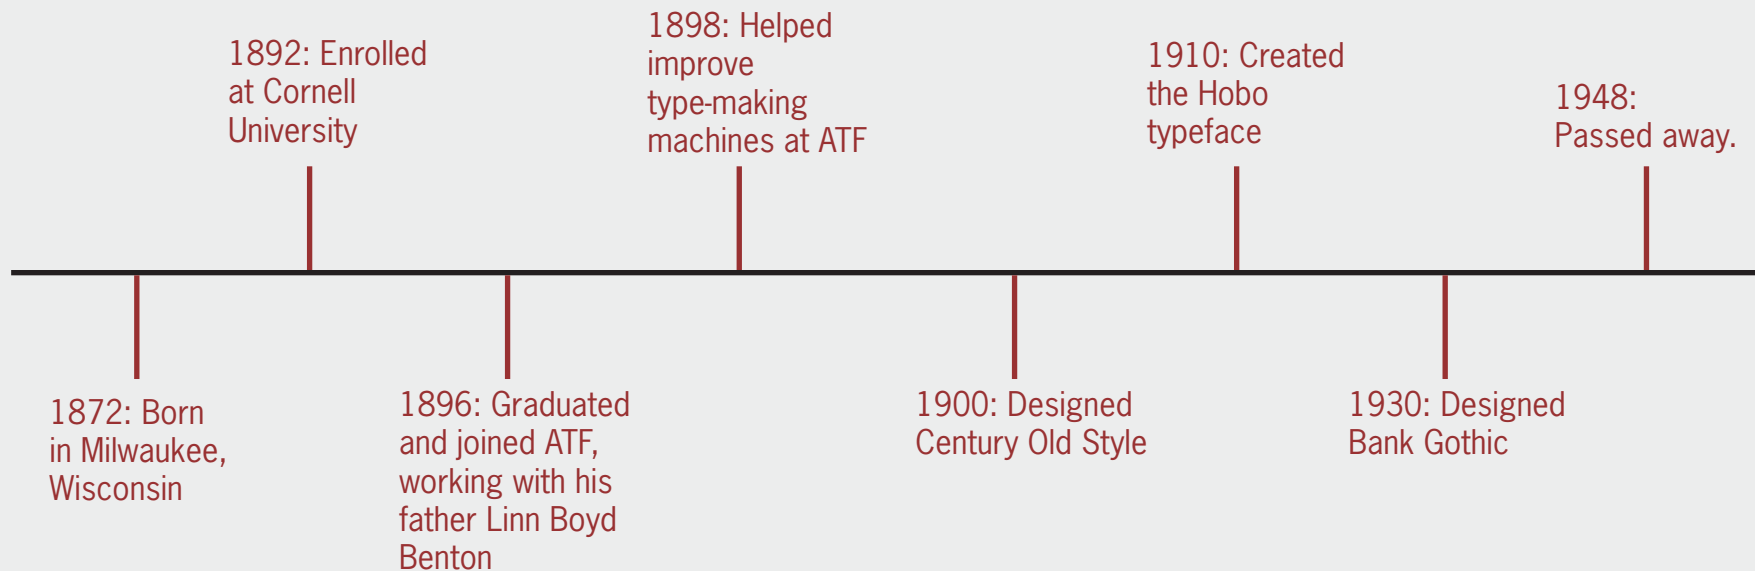 1872: Born
in Milwaukee,
Wisconsin
1892: Enrolled
at Cornell
University
1896: Graduated
and joined ATF,
working with his
father Linn Boyd
Benton
1898: Helped
improve
type-making
machines at ATF
1900: Designed
Century Old Style
1910: Created
the Hobo
typeface
1930: Designed
Bank Gothic
1948:
Passed away.